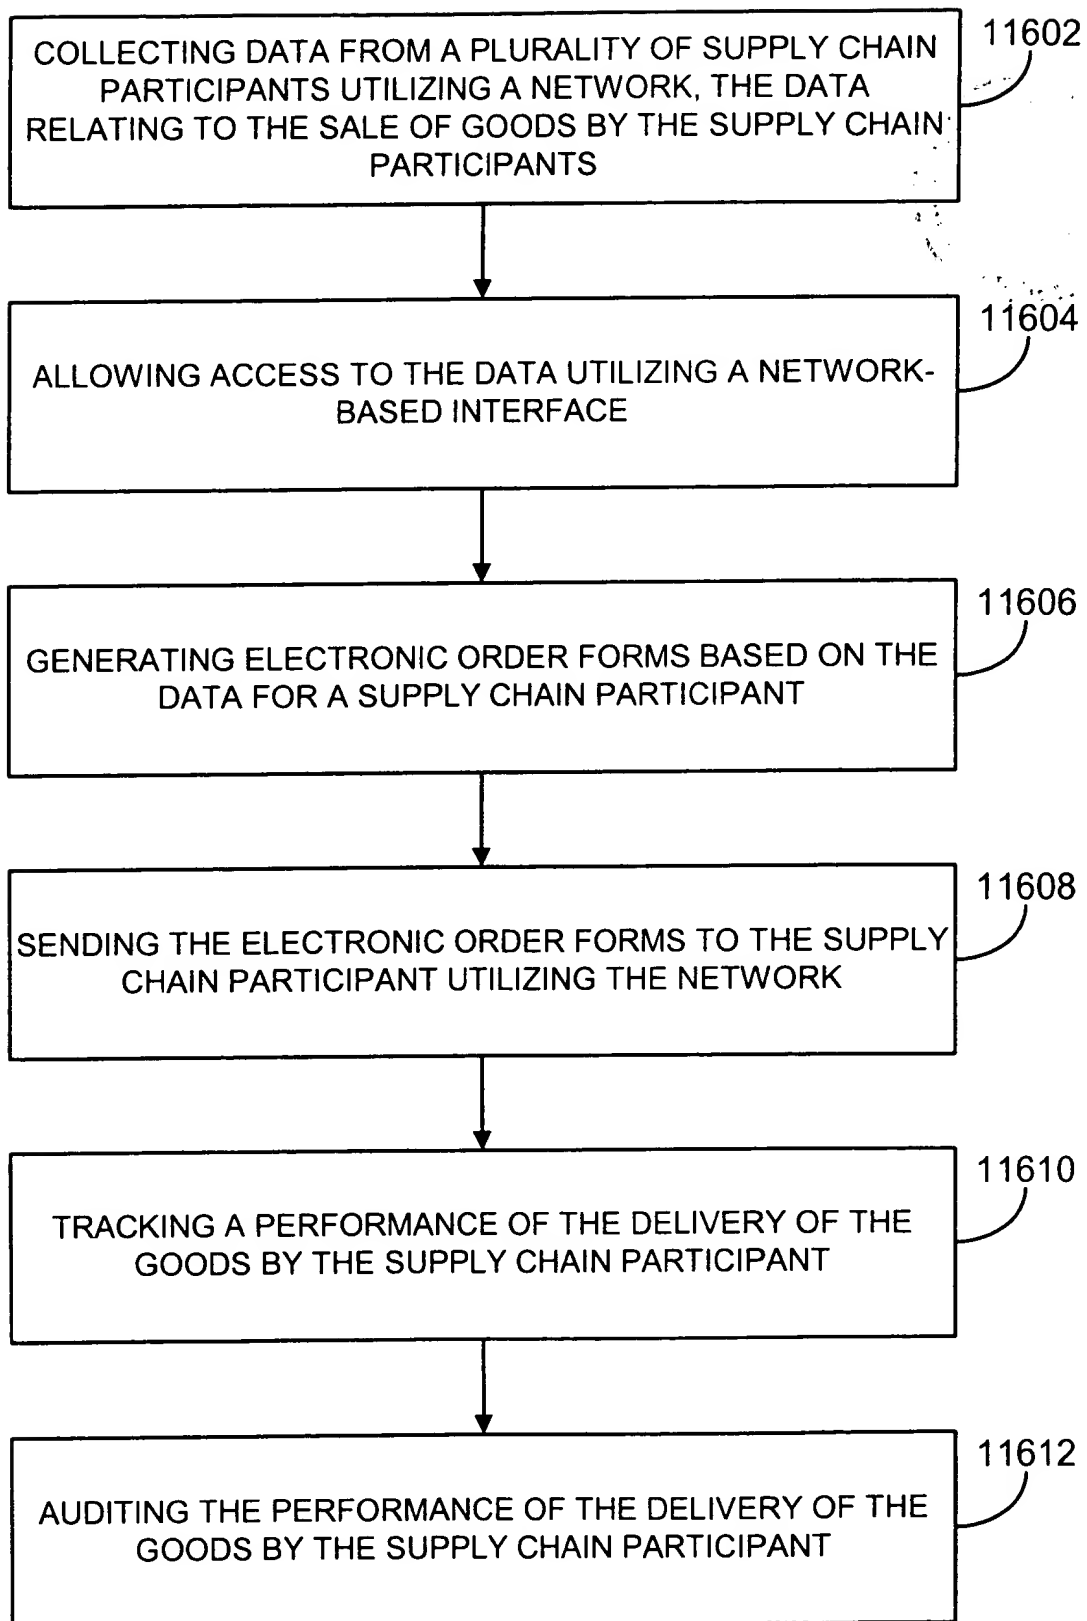 COLLECTING DATA FROM A PLURALITY OF SUPPLY CHAIN
PARTICIPANTS UTILIZING A NETWORK, THE DATA
RELATING TO THE SALE OF GOODS BY THE SUPPLY CHAIN
PARTICIPANTS
11602
ALLOWING ACCESS TO THE DATA UTILIZING A NETWORK-
BASED INTERFACE
11604
GENERATING ELECTRONIC ORDER FORMS BASED ON THE
DATA FOR A SUPPLY CHAIN PARTICIPANT
11606
SENDING THE ELECTRONIC ORDER FORMS TO THE SUPPLY
CHAIN PARTICIPANT UTILIZING THE NETWORK
11608
TRACKING A PERFORMANCE OF THE DELIVERY OF THE
GOODS BY THE SUPPLY CHAIN PARTICIPANT
11610
AUDITING THE PERFORMANCE OF THE DELIVERY OF THE
GOODS BY THE SUPPLY CHAIN PARTICIPANT
11612